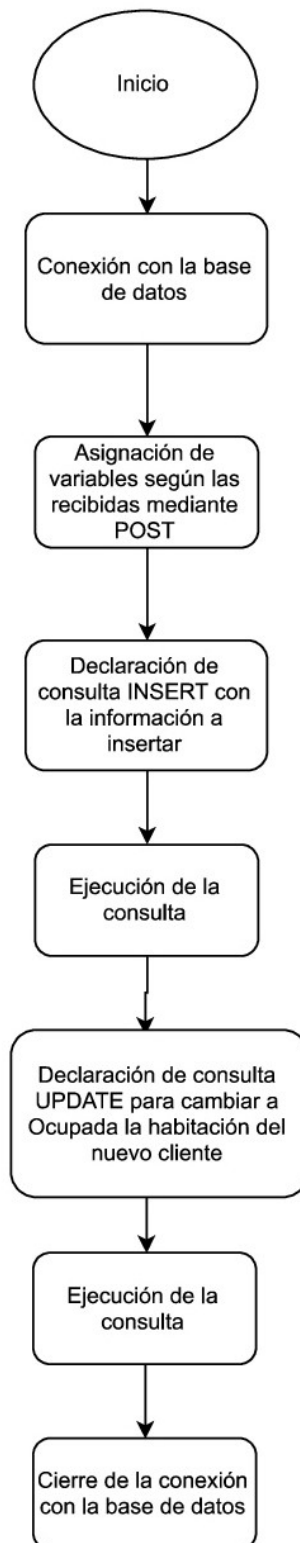 Inicio
Conexión con la base
de datos
Asignación de
variables según las
recibidas mediante
POST
Declaración de
consulta INSERT con
la información a
insertar
Ejecución de la
consulta
Declaración de consulta
UPDATE para cambiar a
Ocupada la habitación del
nuevo cliente
Ejecución de la
consulta
Cierre de la conexión
con la base de datos